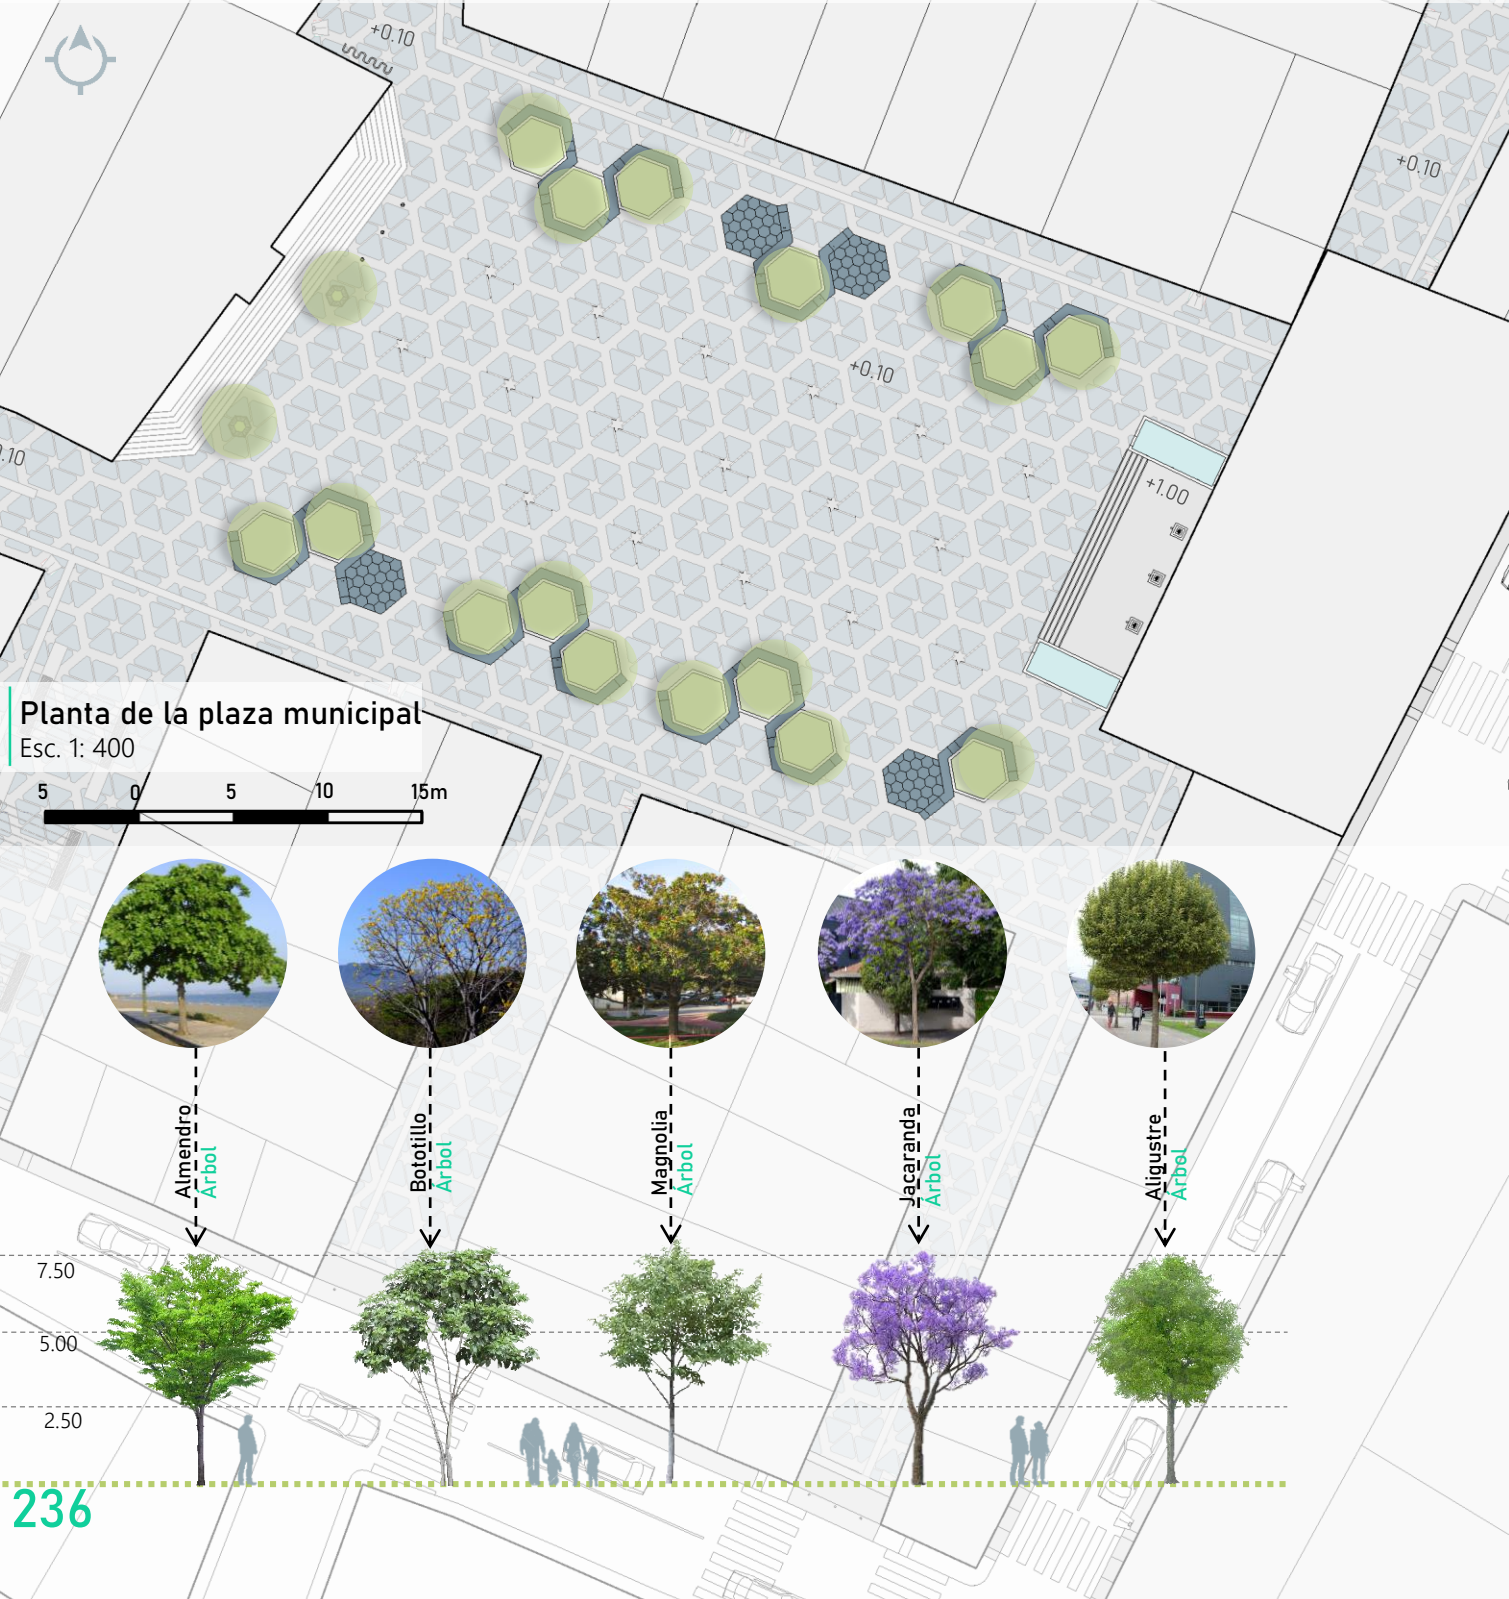 +0.10
+0.10
+0.10
0.10
+1.00
Planta de la plaza municipal
Esc. 1: 400
5 0 5 10 15m
Almendro
Árbol
Bototillo
Árbol
Magnolia
Árbol
Jacaranda
Árbol
Aligustre
Árbol
7.50
5.00
2.50
236